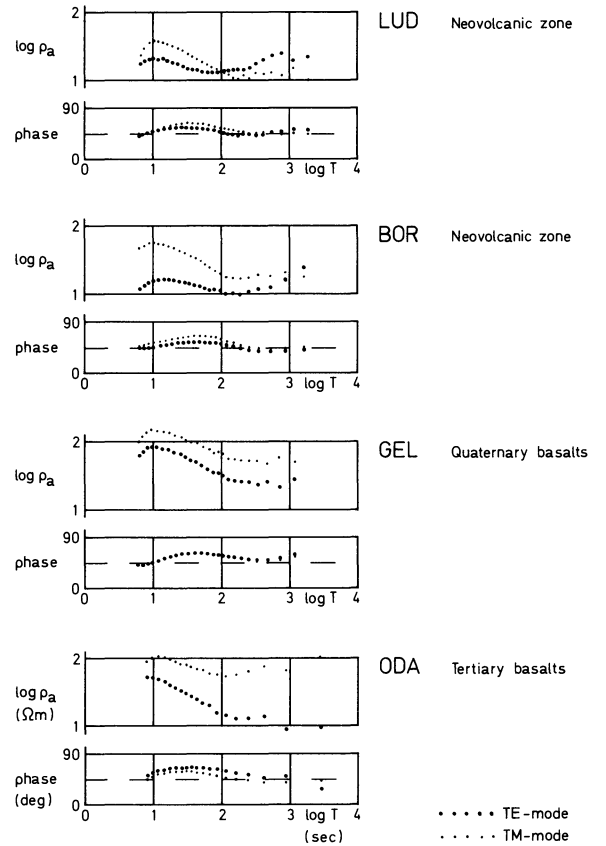 LUD Neovolcanic zone
log ρa
1
90
phase
0
0 1 2 3 log T 4
BOR Neovolcanic zone
2
log ρa
1
90
phase
0
0 1 2 3 log T 4
GEL Quaternary basalts
2
log ρa
1
90
phase
0
0 1 2 log T 4
ODA Tertiary basalts
2
log ρa
(Ωm)
1
90
phase
(deg)
0
0 1 2 log T 4
(sec)
TE-mode
TM-mode